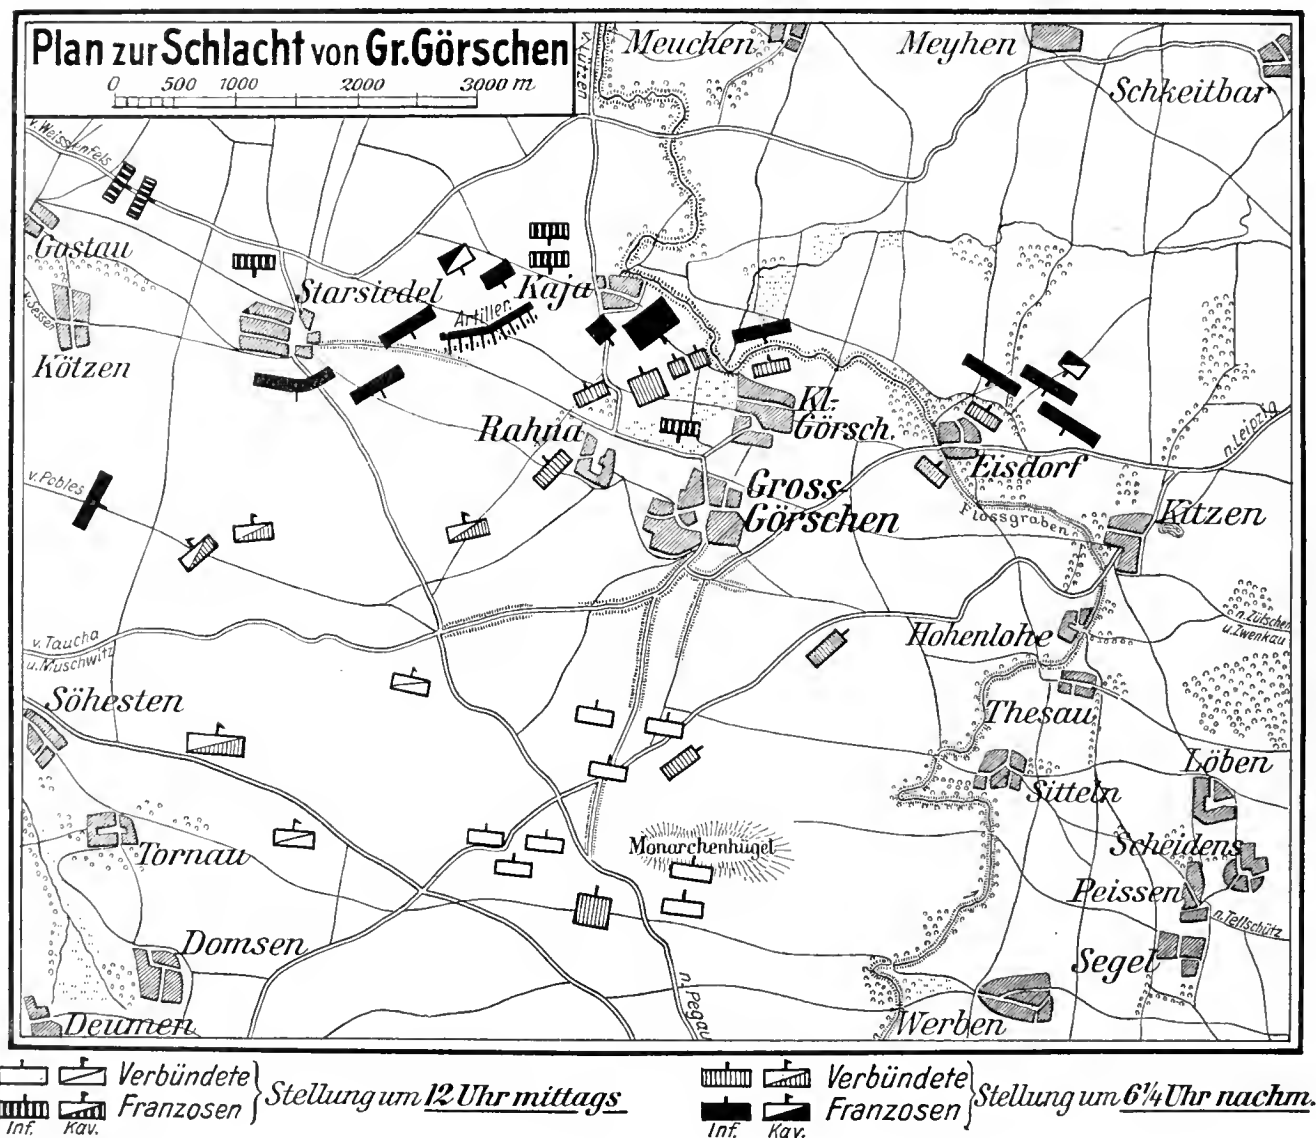 Plan zur Schlacht von Gr. Görschen
0 500 1000 2000 3000 m
v. Lützen
Meuchen
Meyhen
Schkeitbar
v. Weissenfels
Gostau
v. Sessen
Kötzen
Starsiedel
Artiller.
Kaja
Rahna
Kl.-
Görsch.
Eisdorf
n. Leipzig
Gross-
Görschen
Flossgraben
Kitzen
v. Pobles
v. Taucha
u. Muschwitz
Hohenlohe
n. Zütschen
u. Zwenkau
Söhesten
Thesau
Löben
Sitteln
Tornau
Monarchenhügel
Scheidens
Peissen
n. Tellschütz
Domsen
Segel
n. Pegau
Deumen
Werben
Verbündete
Franzosen
Inf. Kav.
Stellung um 12 Uhr mittags
Verbündete
Franzosen
Inf. Kav.
Stellung um 6¼ Uhr nachm.